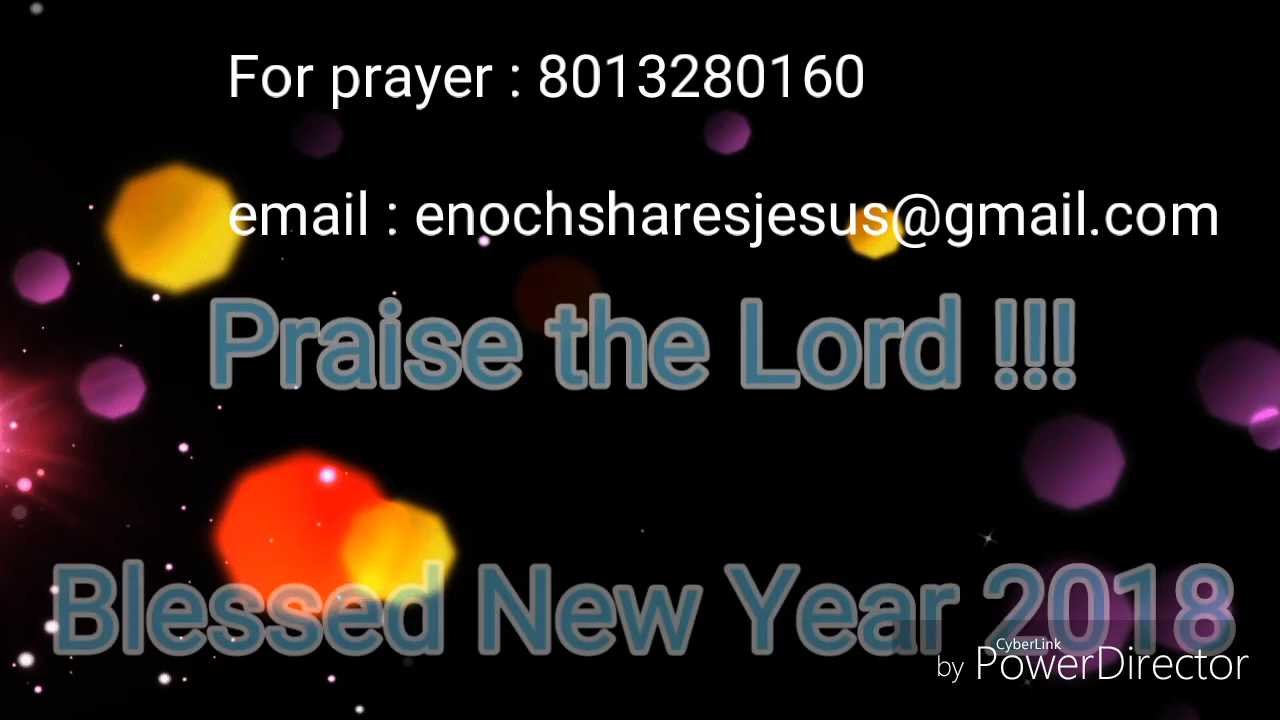 For prayer : 8013280160
email : enochsharesjesus@gmail.com
Praise the Lord !!!
Blessed New Year 2018
CyberLink
by PowerDirector